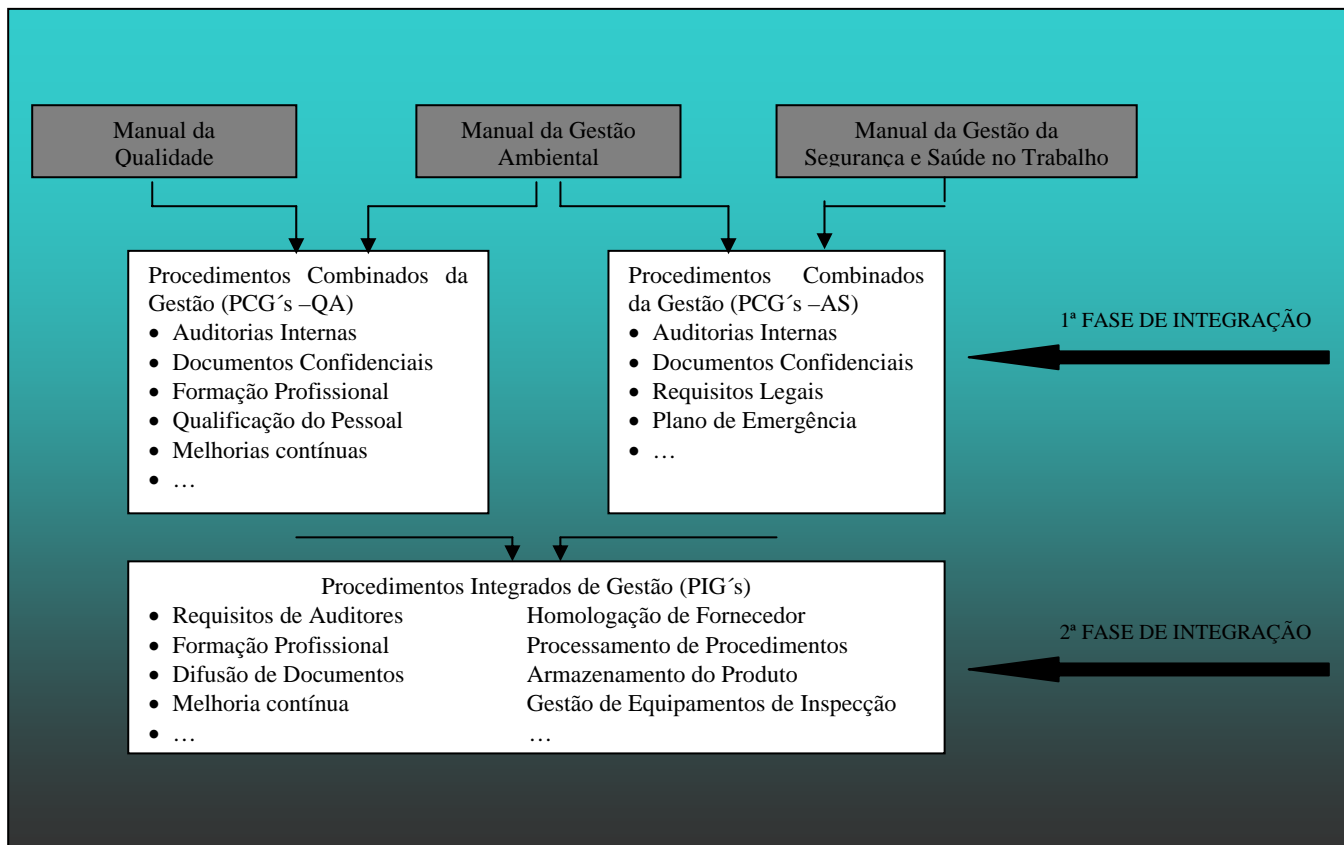 Manual da
Qualidade
Manual da Gestão
Ambiental
Manual da Gestão da
Segurança e Saúde no Trabalho
Procedimentos Combinados da
Gestão (PCG´s –QA)
• Auditorias Internas
• Documentos Confidenciais
• Formação Profissional
• Qualificação do Pessoal
• Melhorias contínuas
• …
Procedimentos Combinados
da Gestão (PCG´s –AS)
• Auditorias Internas
• Documentos Confidenciais
• Requisitos Legais
• Plano de Emergência
• …
1ª FASE DE INTEGRAÇÃO
Procedimentos Integrados de Gestão (PIG´s)
• Requisitos de Auditores
• Formação Profissional
• Difusão de Documentos
• Melhoria contínua
• …
Homologação de Fornecedor
Processamento de Procedimentos
Armazenamento do Produto
Gestão de Equipamentos de Inspecção
…
2ª FASE DE INTEGRAÇÃO